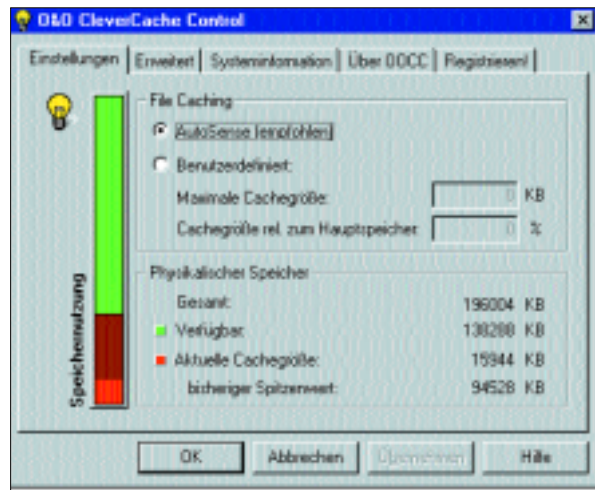 O&O CleverCache Control
Einstellungen Erweitert Systeminformation Über OOCC Registrieren!
File Caching
AutoSense (empfohlen)
Benutzerdefiniert:
Maximale Cachegröße: 0 KB
Cachegröße rel. zum Hauptspeicher: 0 %
Physikalischer Speicher
Gesamt: 196004 KB
Verfügbar: 138288 KB
Aktuelle Cachegröße: 15944 KB
bisheriger Spitzenwert: 94528 KB
Speichernutzung
OK Abbrechen Übernehmen Hilfe